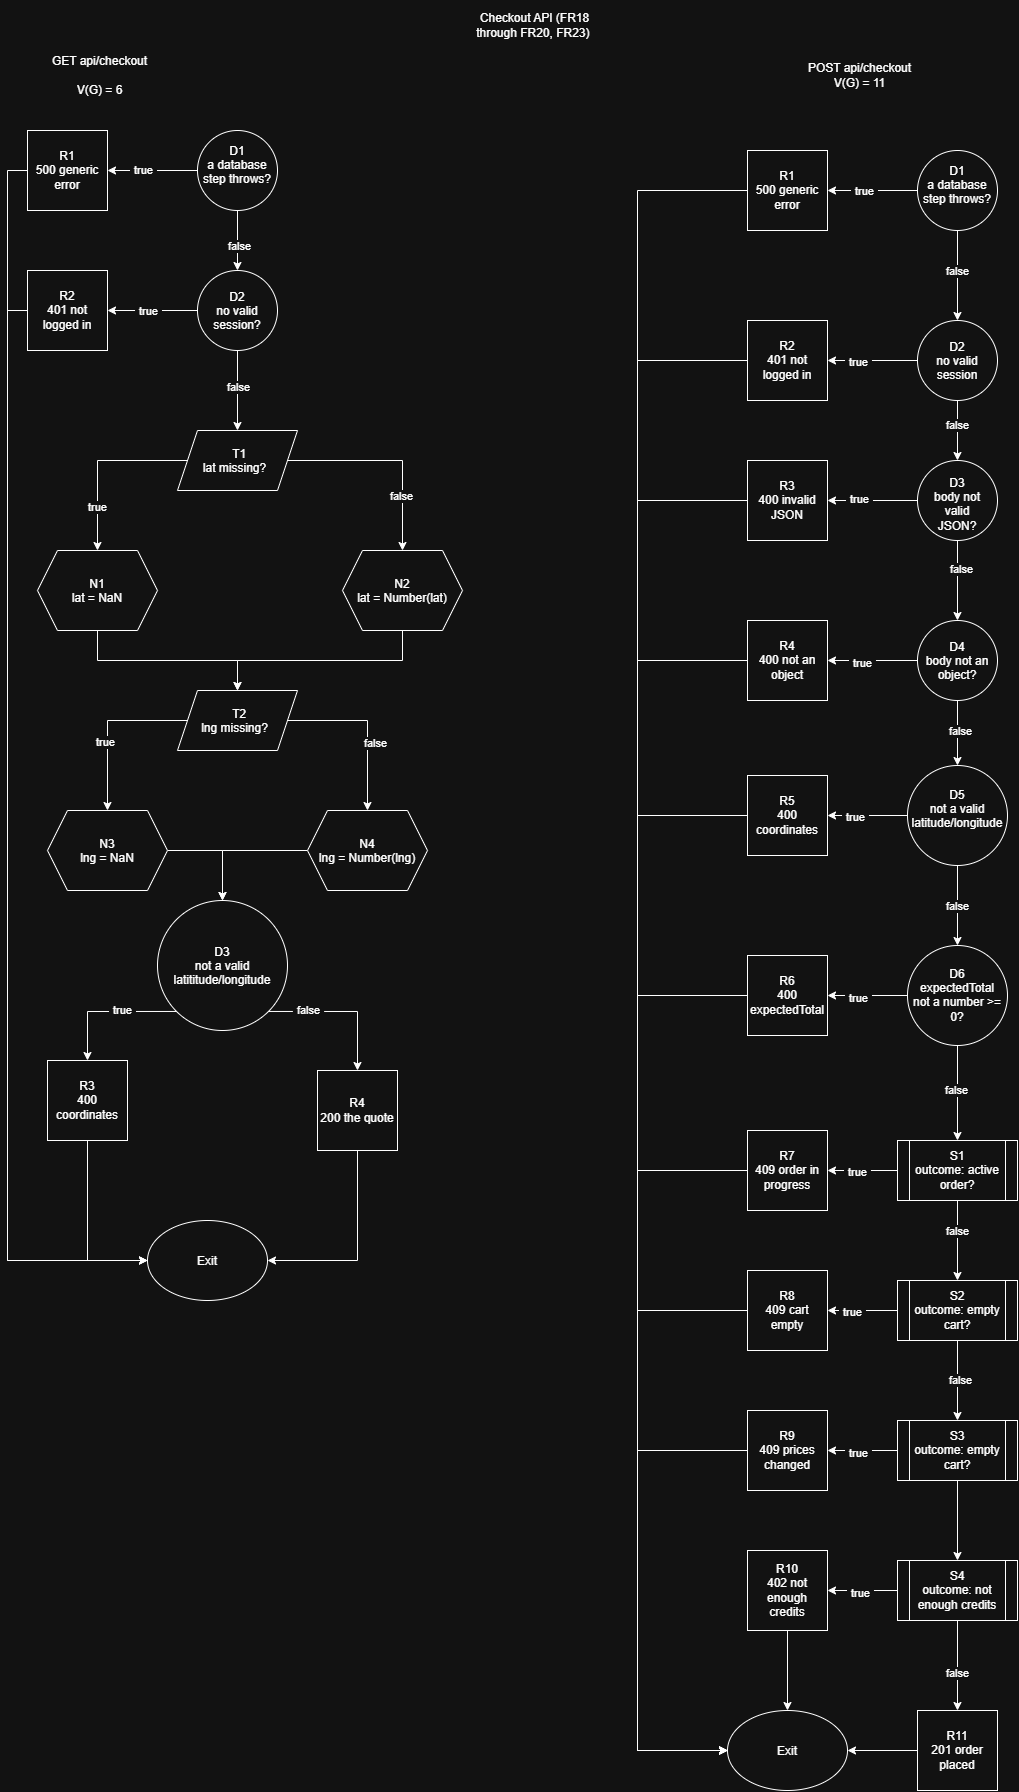 Checkout API (FR18
through FR20, FR23)
GET api/checkout
V(G) = 6
R1
500 generic
error
true
D1
a database
step throws?
false
R2
401 not
logged in
true
D2
no valid
session?
false
T1
lat missing?
true
false
N1
lat = NaN
N2
lat = Number(lat)
T2
lng missing?
true
false
N3
lng = NaN
N4
lng = Number(lng)
D3
not a valid
latititude/longitude
true
false
R3
400
coordinates
R4
200 the quote
Exit
POST api/checkout
V(G) = 11
R1
500 generic
error
true
D1
a database
step throws?
false
R2
401 not
logged in
true
D2
no valid
session
false
R3
400 invalid
JSON
true
D3
body not
valid
JSON?
false
R4
400 not an
object
true
D4
body not an
object?
false
R5
400
coordinates
true
D5
not a valid
latitude/longitude
false
R6
400
expectedTotal
true
D6
expectedTotal
not a number >=
0?
false
R7
409 order in
progress
true
S1
outcome: active
order?
false
R8
409 cart
empty
true
S2
outcome: empty
cart?
false
R9
409 prices
changed
true
S3
outcome: empty
cart?
R10
402 not
enough
credits
true
S4
outcome: not
enough credits
false
Exit
R11
201 order
placed